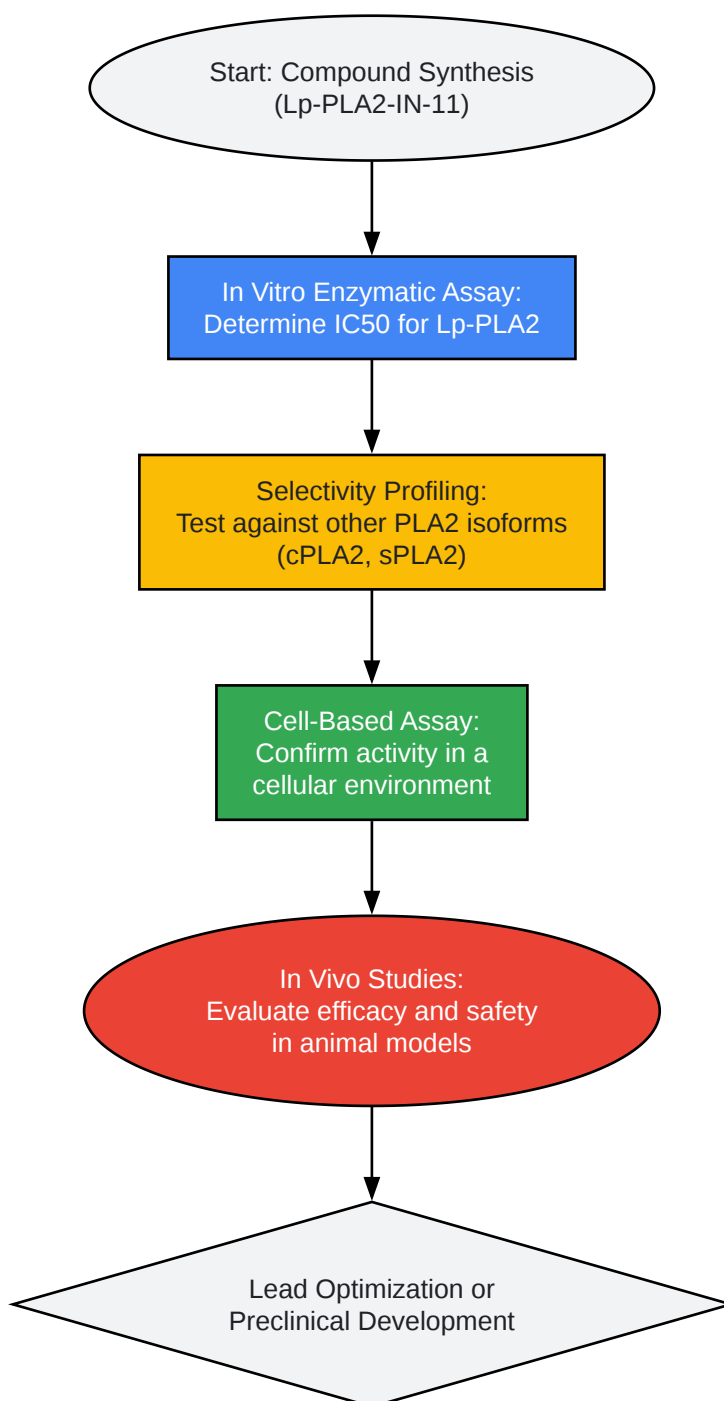 Start: Compound Synthesis
(Lp-PLA2-IN-11)
In Vitro Enzymatic Assay:
Determine IC50 for Lp-PLA2
Selectivity Profiling:
Test against other PLA2 isoforms
(cPLA2, sPLA2)
Cell-Based Assay:
Confirm activity in a
cellular environment
In Vivo Studies:
Evaluate efficacy and safety
in animal models
Lead Optimization or
Preclinical Development